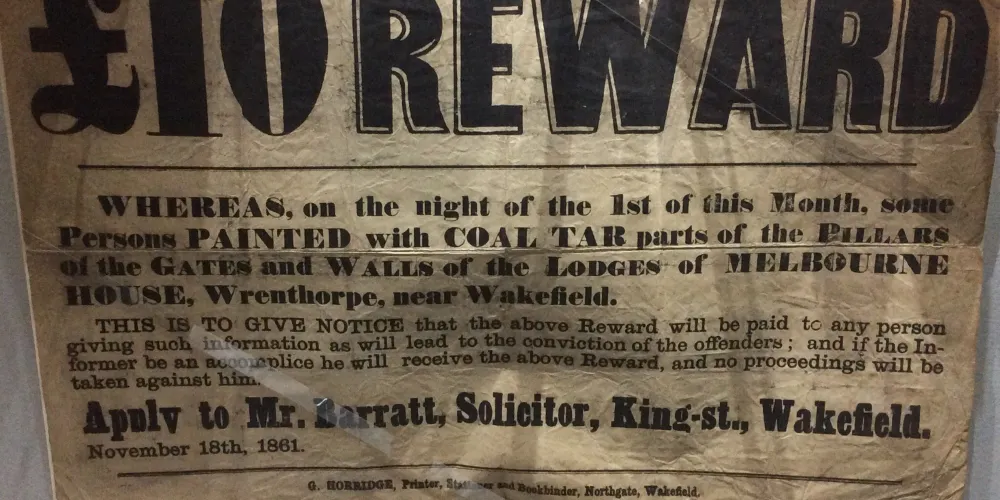 £10 REWARD
WHEREAS, on the night of the 1st of this Month, some
Persons PAINTED with COAL TAR parts of the PILLARS
of the GATES and WALLS of the LODGES of MELBOURNE
HOUSE, Wrenthorpe, near Wakefield.
THIS IS TO GIVE NOTICE that the above Reward will be paid to any person
giving such information as will lead to the conviction of the offenders; and if the In-
former be an accomplice he will receive the above Reward, and no proceedings will be
taken against him.
Apply to Mr. Barratt, Solicitor, King-st., Wakefield.
November 18th, 1861.
G. HORRIDGE, Printer, Stationer and Bookbinder, Northgate, Wakefield.